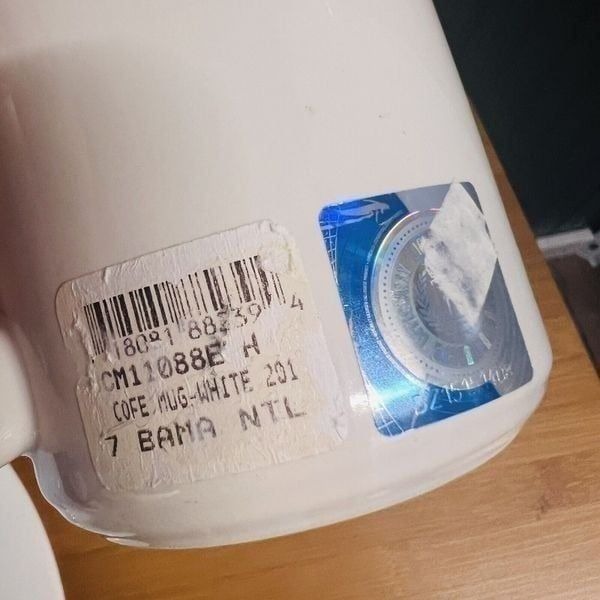 18091 88239 4
CM11088E H
COFE MUG-WHITE 201
7 BAMA NTL